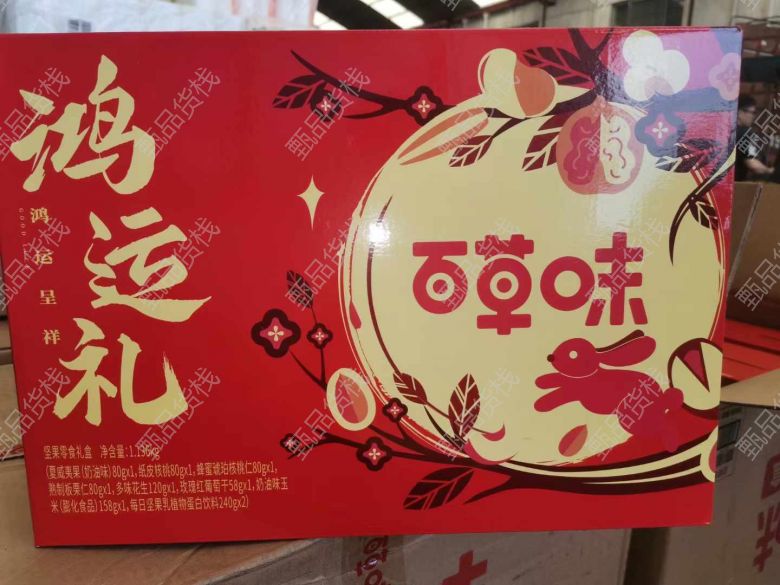 鸿运礼
鸿运呈祥
百草味
坚果零食礼盒 净含量:1.136kg
(夏威夷果(奶油味)80gx1,纸皮核桃80gx1,蜂蜜琥珀核桃仁80gx1,
熟制板栗仁80gx1,多味花生120gx1,玫瑰红葡萄干58gx1,奶油味玉
米(膨化食品)158gx1,每日坚果乳植物蛋白饮料240gx2)
甄品货栈